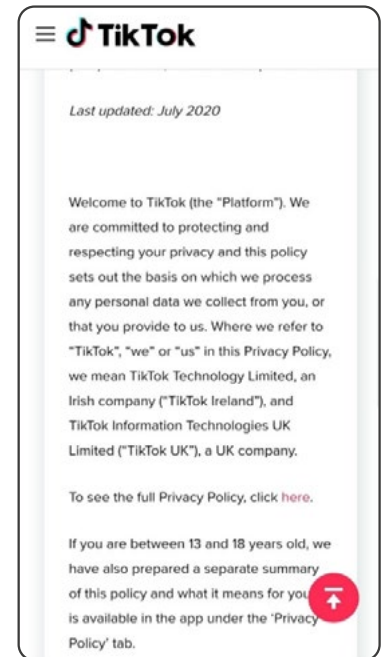 TikTok
Last updated: July 2020
Welcome to TikTok (the "Platform"). We
are committed to protecting and
respecting your privacy and this policy
sets out the basis on which we process
any personal data we collect from you, or
that you provide to us. Where we refer to
"TikTok", "we" or "us" in this Privacy Policy,
we mean TikTok Technology Limited, an
Irish company ("TikTok Ireland"), and
TikTok Information Technologies UK
Limited ("TikTok UK"), a UK company.
To see the full Privacy Policy, click here.
If you are between 13 and 18 years old, we
have also prepared a separate summary
of this policy and what it means for you
is available in the app under the 'Privacy
Policy' tab.